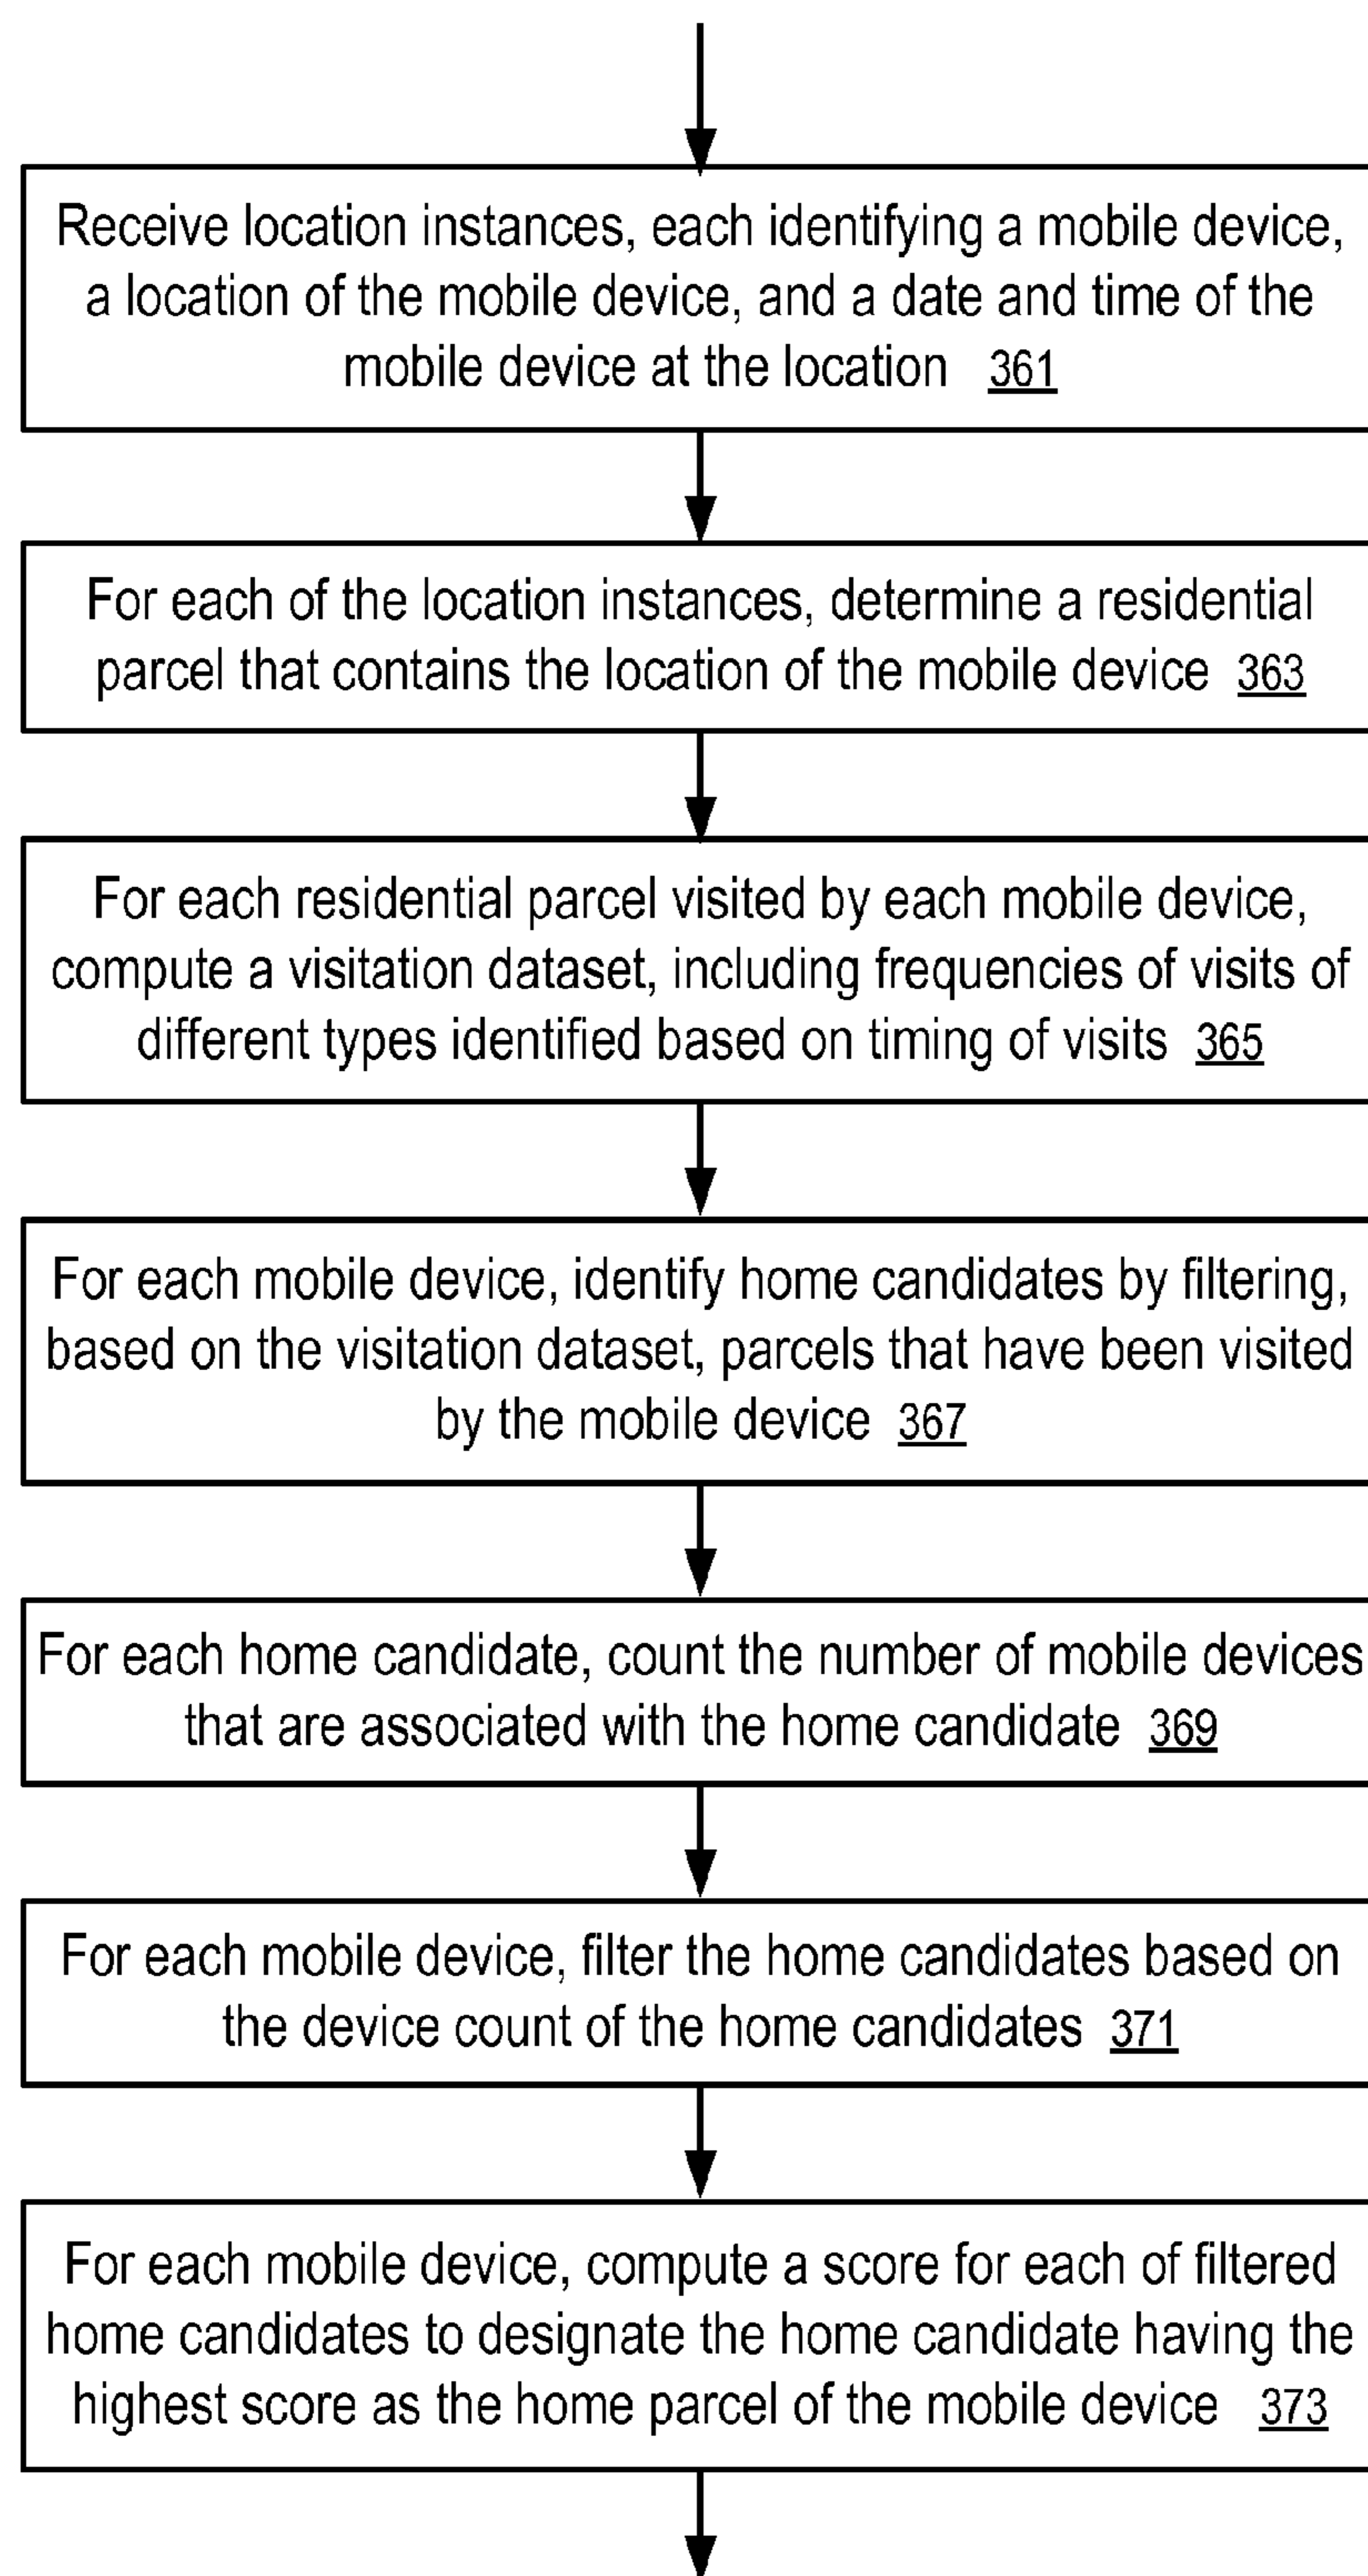 Receive location instances, each identifying a mobile device,
a location of the mobile device, and a date and time of the
mobile device at the location 361
For each of the location instances, determine a residential
parcel that contains the location of the mobile device 363
For each residential parcel visited by each mobile device,
compute a visitation dataset, including frequencies of visits of
different types identified based on timing of visits 365
For each mobile device, identify home candidates by filtering,
based on the visitation dataset, parcels that have been visited
by the mobile device 367
For each home candidate, count the number of mobile devices
that are associated with the home candidate 369
For each mobile device, filter the home candidates based on
the device count of the home candidates 371
For each mobile device, compute a score for each of filtered
home candidates to designate the home candidate having the
highest score as the home parcel of the mobile device 373